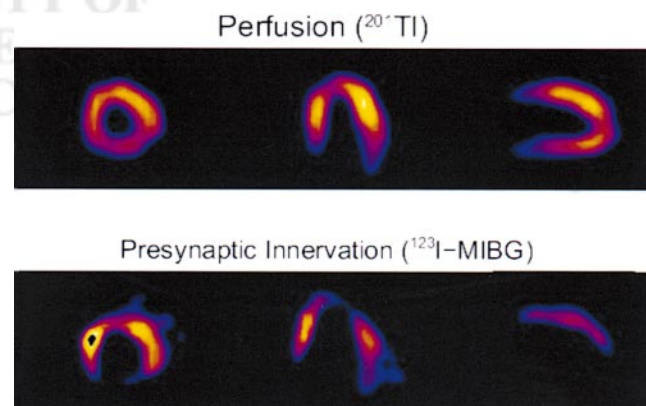 Perfusion (²⁰¹Tl)
Presynaptic Innervation (¹²³I-MIBG)